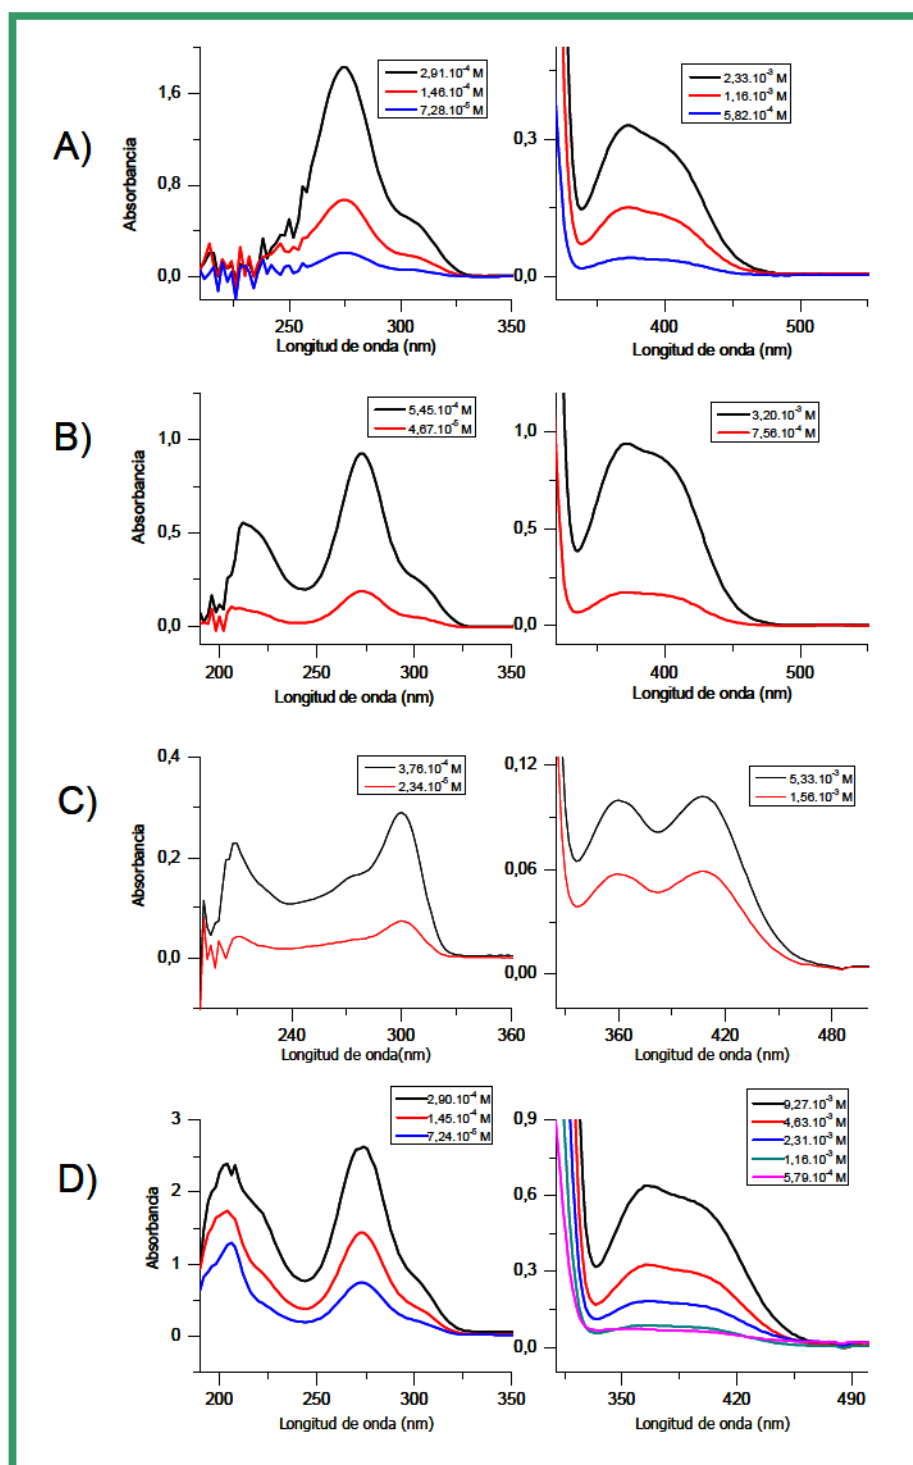 A)
Absorbancia
1,6
0,8
0,0
2,91.10⁻⁴ M
1,46.10⁻⁴ M
7,28.10⁻⁵ M
250 300 350
Longitud de onda (nm)
0,3
0,0
2,33.10⁻³ M
1,16.10⁻³ M
5,82.10⁻⁴ M
400 500
Longitud de onda (nm)
B)
Absorbancia
1,0
0,5
0,0
5,45.10⁻⁴ M
4,67.10⁻⁵ M
200 250 300 350
Longitud de onda (nm)
1,0
0,5
0,0
3,20.10⁻³ M
7,56.10⁻⁴ M
400 500
Longitud de onda (nm)
C)
Absorbancia
0,4
0,2
0,0
3,76.10⁻⁴ M
2,34.10⁻⁵ M
240 300 360
Longitud de onda(nm)
0,12
0,06
0,00
5,33.10⁻³ M
1,56.10⁻³ M
360 420 480
Longitud de onda (nm)
D)
Absorbancia
3
2
1
0
2,90.10⁻⁴ M
1,45.10⁻⁴ M
7,24.10⁻⁵ M
200 250 300 350
Longitud de onda (nm)
0,9
0,6
0,3
0,0
9,27.10⁻³ M
4,63.10⁻³ M
2,31.10⁻³ M
1,16.10⁻³ M
5,79.10⁻⁴ M
350 420 490
Longitud de onda (nm)